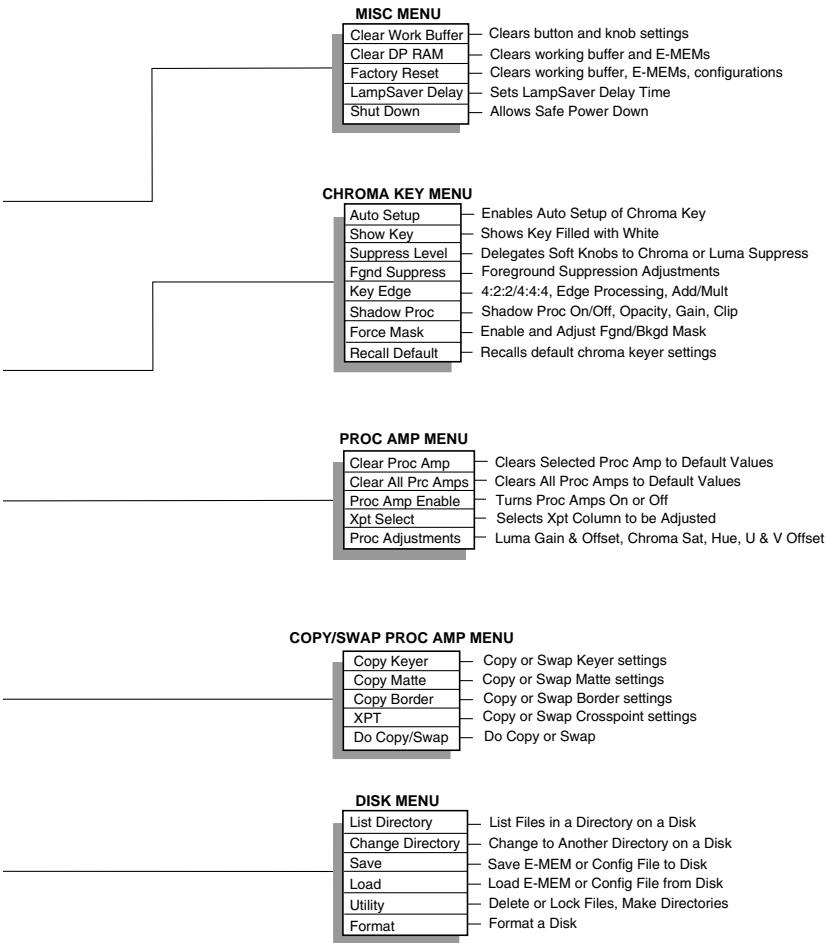 MISC MENU
Clear Work Buffer Clears button and knob settings
Clear DP RAM Clears working buffer and E-MEMs
Factory Reset Clears working buffer, E-MEMs, configurations
LampSaver Delay Sets LampSaver Delay Time
Shut Down Allows Safe Power Down
CHROMA KEY MENU
Auto Setup Enables Auto Setup of Chroma Key
Show Key Shows Key Filled with White
Suppress Level Delegates Soft Knobs to Chroma or Luma Suppress
Fgnd Suppress Foreground Suppression Adjustments
Key Edge 4:2:2/4:4:4, Edge Processing, Add/Mult
Shadow Proc Shadow Proc On/Off, Opacity, Gain, Clip
Force Mask Enable and Adjust Fgnd/Bkgd Mask
Recall Default Recalls default chroma keyer settings
PROC AMP MENU
Clear Proc Amp Clears Selected Proc Amp to Default Values
Clear All Prc Amps Clears All Proc Amps to Default Values
Proc Amp Enable Turns Proc Amps On or Off
Xpt Select Selects Xpt Column to be Adjusted
Proc Adjustments Luma Gain & Offset, Chroma Sat, Hue, U & V Offset
COPY/SWAP PROC AMP MENU
Copy Keyer Copy or Swap Keyer settings
Copy Matte Copy or Swap Matte settings
Copy Border Copy or Swap Border settings
XPT Copy or Swap Crosspoint settings
Do Copy/Swap Do Copy or Swap
DISK MENU
List Directory List Files in a Directory on a Disk
Change Directory Change to Another Directory on a Disk
Save Save E-MEM or Config File to Disk
Load Load E-MEM or Config File from Disk
Utility Delete or Lock Files, Make Directories
Format Format a Disk